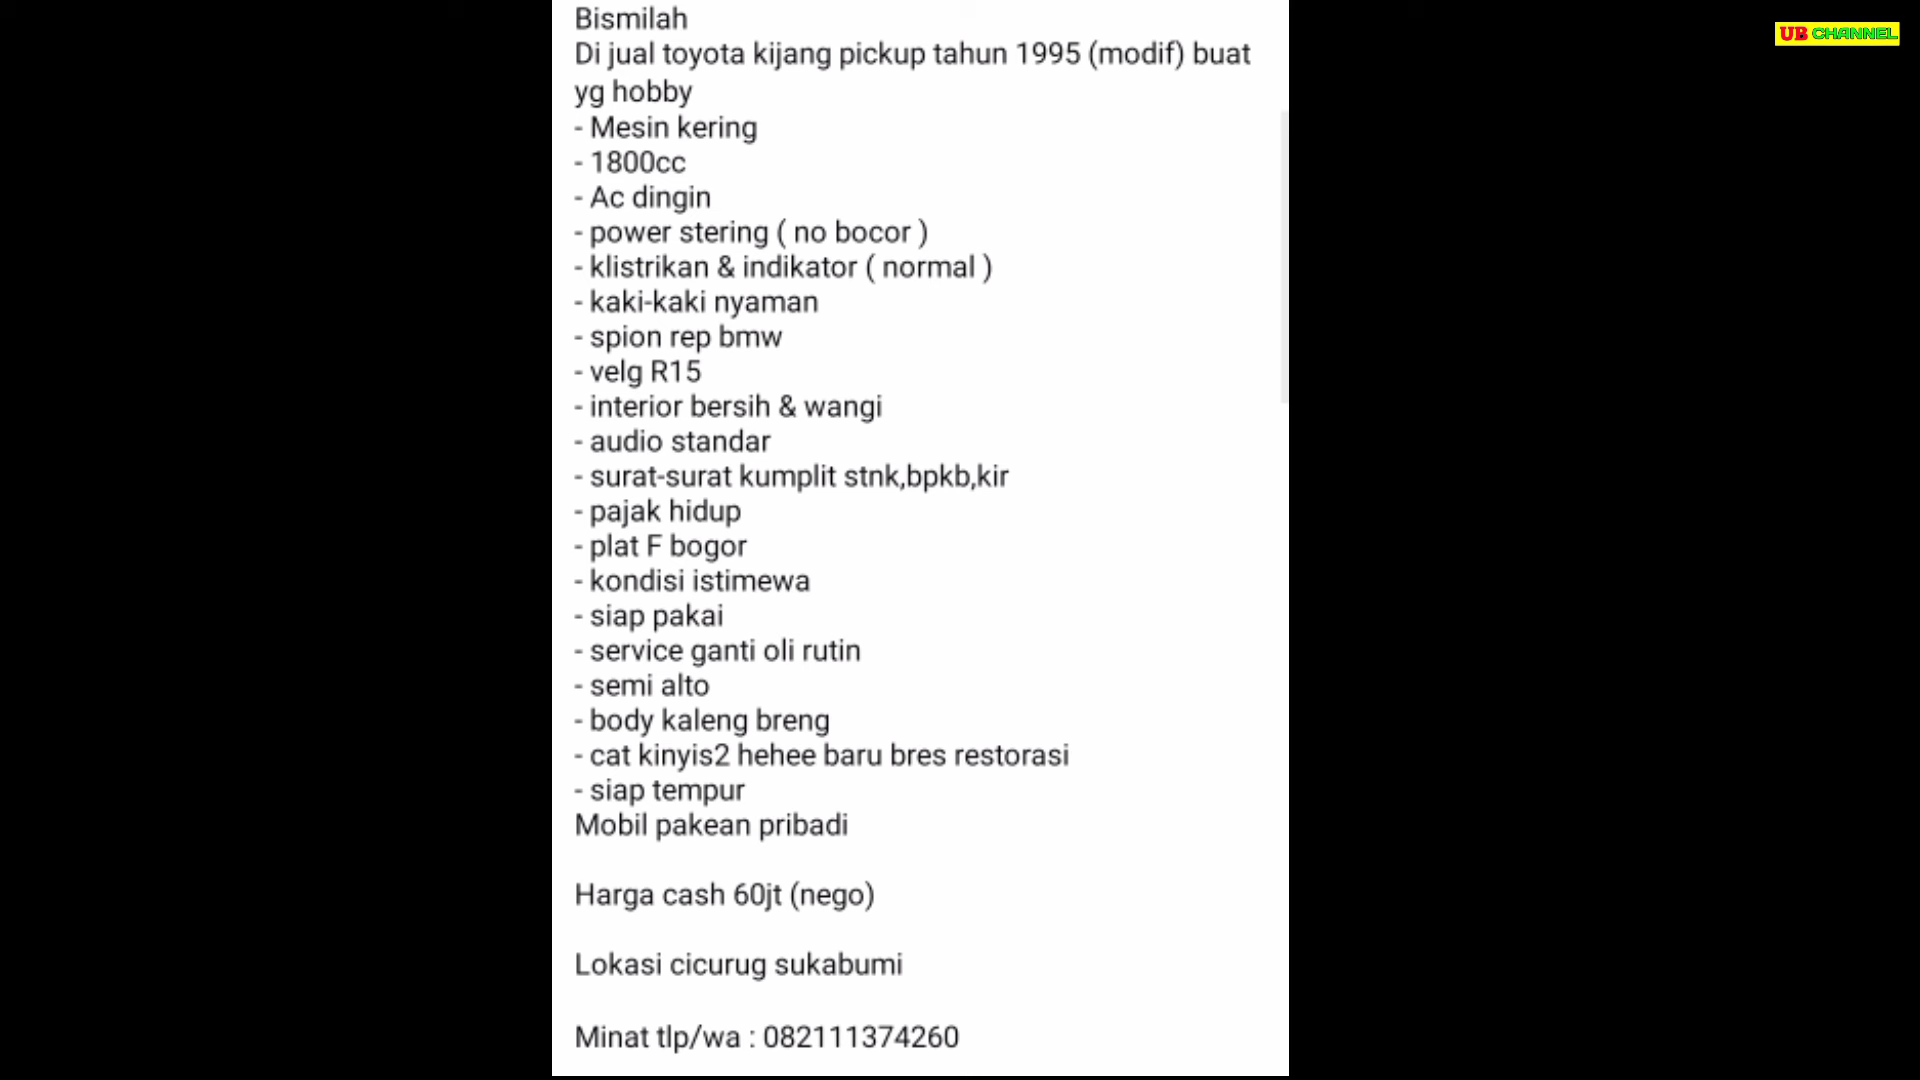 Bismilah
Di jual toyota kijang pickup tahun 1995 (modif) buat
yg hobby
- Mesin kering
- 1800cc
- Ac dingin
- power stering ( no bocor )
- klistrikan & indikator ( normal )
- kaki-kaki nyaman
- spion rep bmw
- velg R15
- interior bersih & wangi
- audio standar
- surat-surat kumplit stnk,bpkb,kir
- pajak hidup
- plat F bogor
- kondisi istimewa
- siap pakai
- service ganti oli rutin
- semi alto
- body kaleng breng
- cat kinyis2 hehee baru bres restorasi
- siap tempur
Mobil pakean pribadi
Harga cash 60jt (nego)
Lokasi cicurug sukabumi
Minat tlp/wa : 082111374260
UB CHANNEL